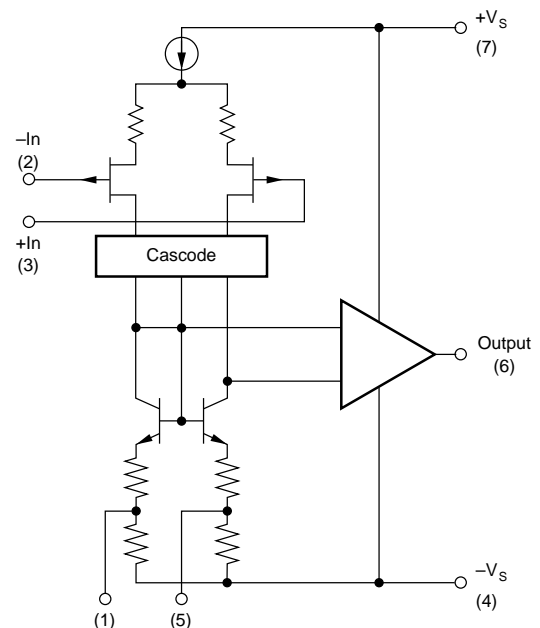 +VS
(7)
–In
(2)
+In
(3)
Cascode
Output
(6)
–VS
(4)
(1)
(5)